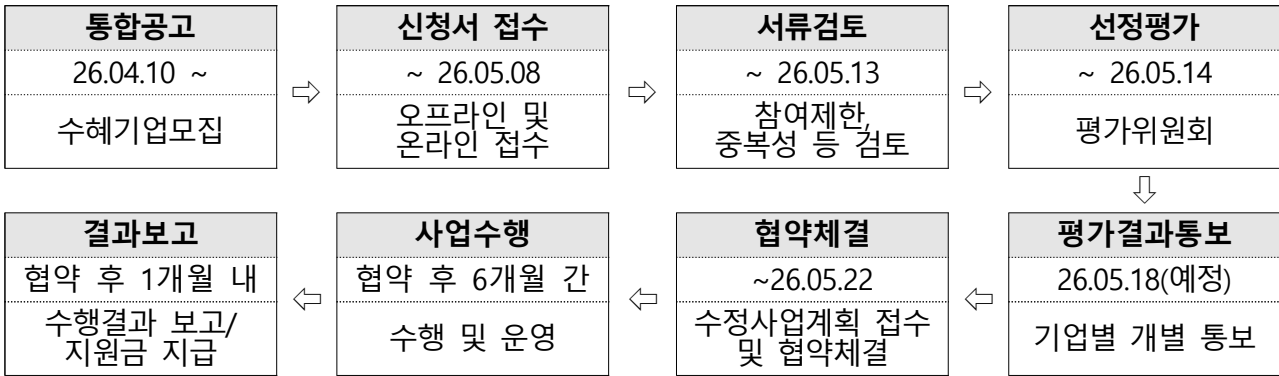 통합공고
26.04.10 ~
수혜기업모집
신청서 접수
~ 26.05.08
오프라인 및
온라인 접수
서류검토
~ 26.05.13
참여제한,
중복성 등 검토
선정평가
~ 26.05.14
평가위원회
평가결과통보
26.05.18(예정)
기업별 개별 통보
협약체결
~26.05.22
수정사업계획 접수
및 협약체결
사업수행
협약 후 6개월 간
수행 및 운영
결과보고
협약 후 1개월 내
수행결과 보고/
지원금 지급